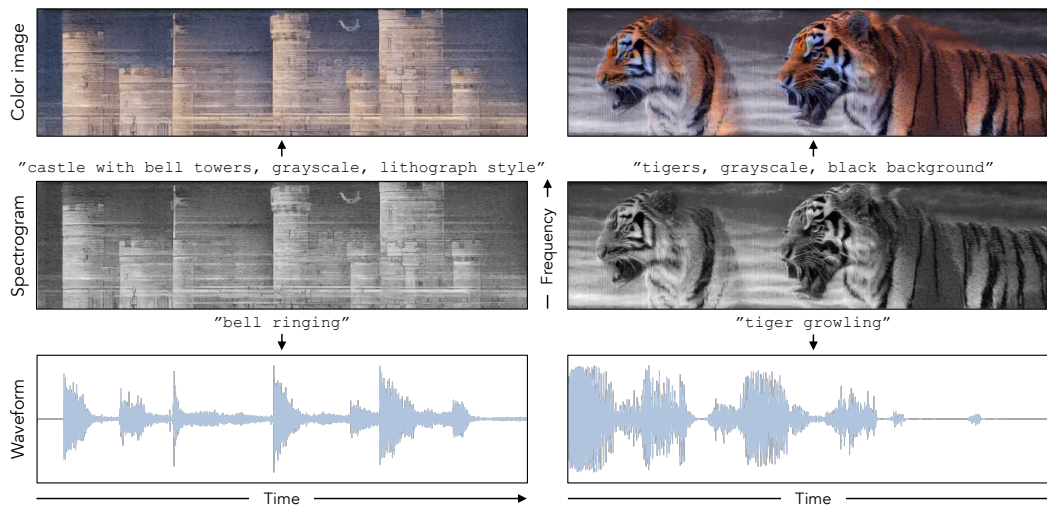 Color image
"castle with bell towers, grayscale, lithograph style"
"tigers, grayscale, black background"
Spectrogram
Frequency
"bell ringing"
"tiger growling"
Waveform
Time
Time